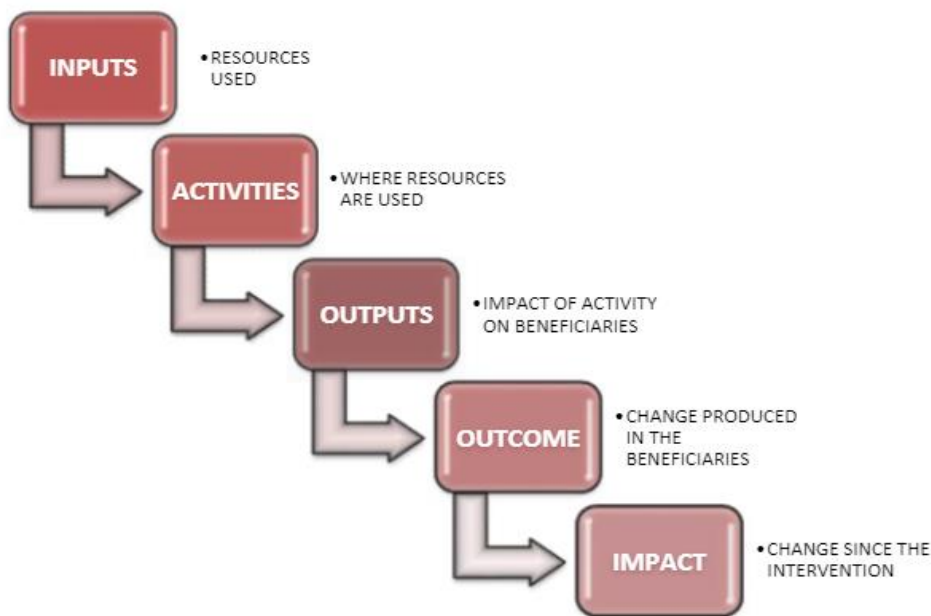 INPUTS
•RESOURCES
USED
ACTIVITIES
•WHERE RESOURCES
ARE USED
OUTPUTS
•IMPACT OF ACTIVITY
ON BENEFICIARIES
OUTCOME
•CHANGE PRODUCED
IN THE
BENEFICIARIES
IMPACT
•CHANGE SINCE THE
INTERVENTION